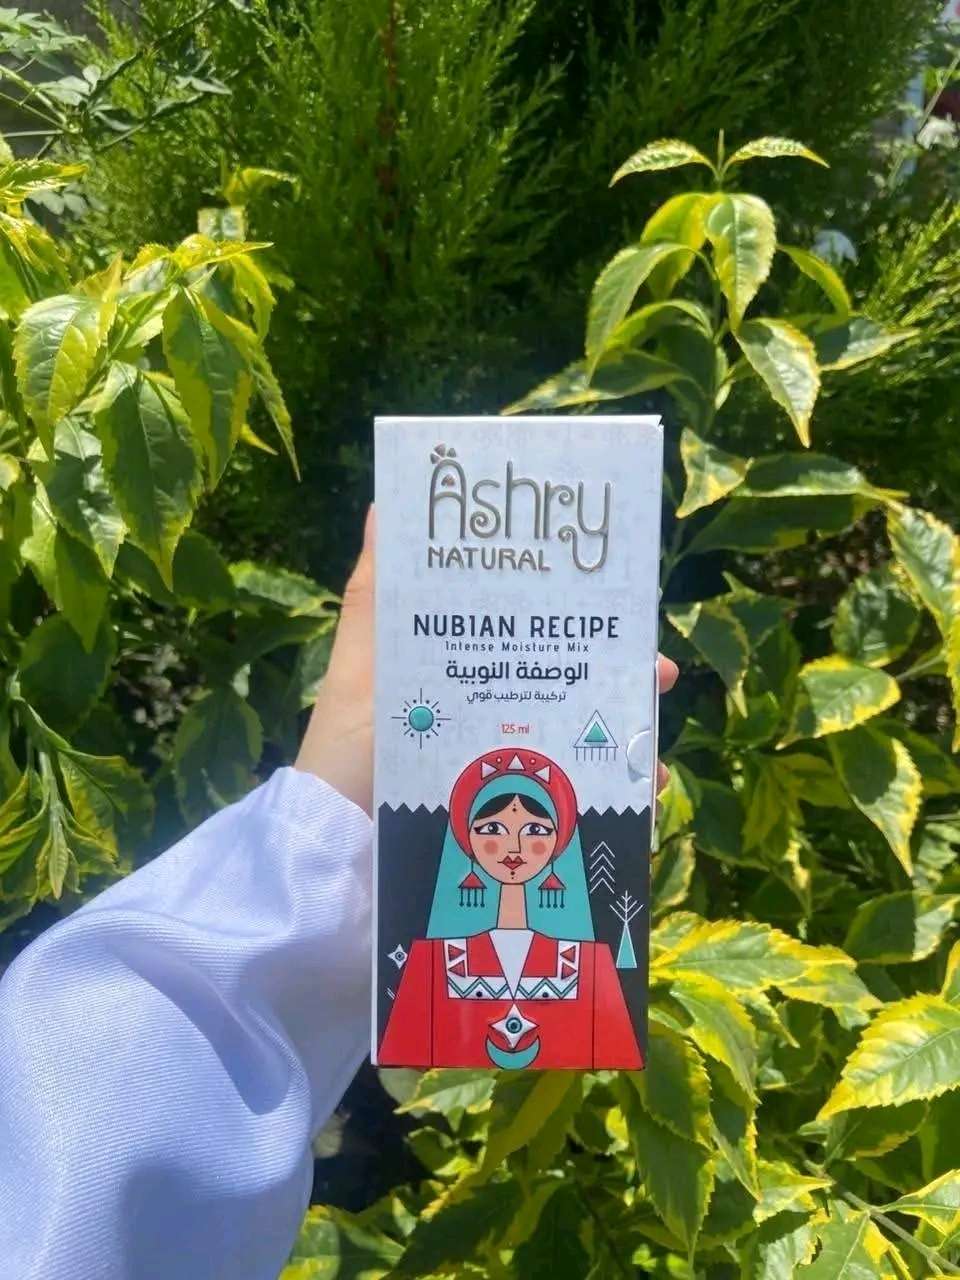 Ashry
NATURAL
NUBIAN RECIPE
Intense Moisture Mix
الوصفة النوبية
تركيبة لترطيب قوي
125 ml